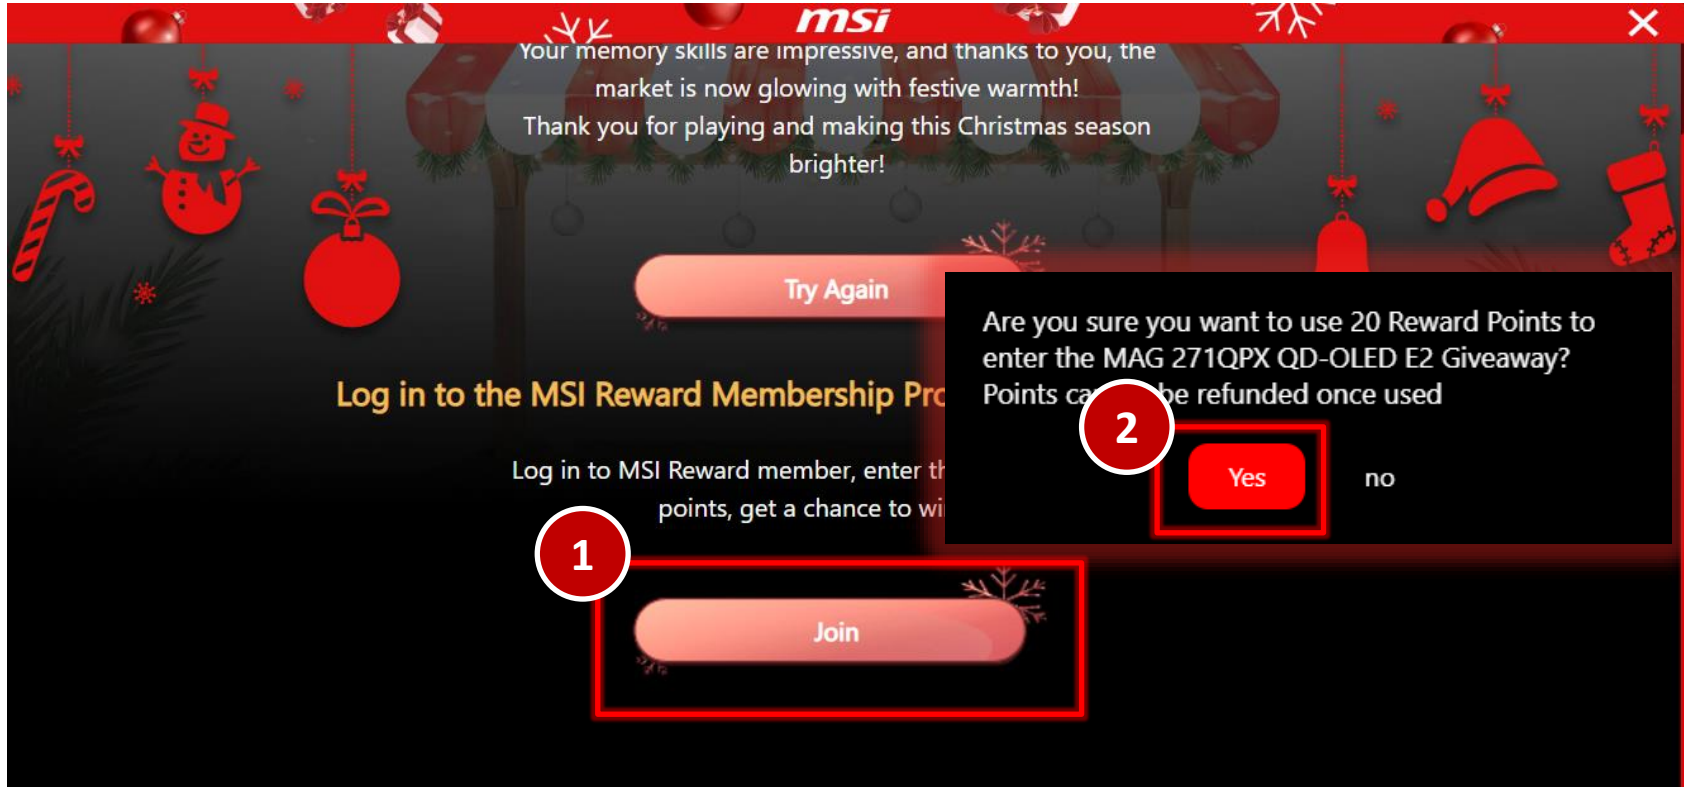 msi
Your memory skills are impressive, and thanks to you, the
market is now glowing with festive warmth!
Thank you for playing and making this Christmas season
brighter!
Try Again
Log in to the MSI Reward Membership
Log in to MSI Reward member, enter
points, get a chance to
1
Join
Are you sure you want to use 20 Reward Points to
enter the MAG 271QPX QD-OLED E2 Giveaway?
Points be refunded once used
2
Yes
no